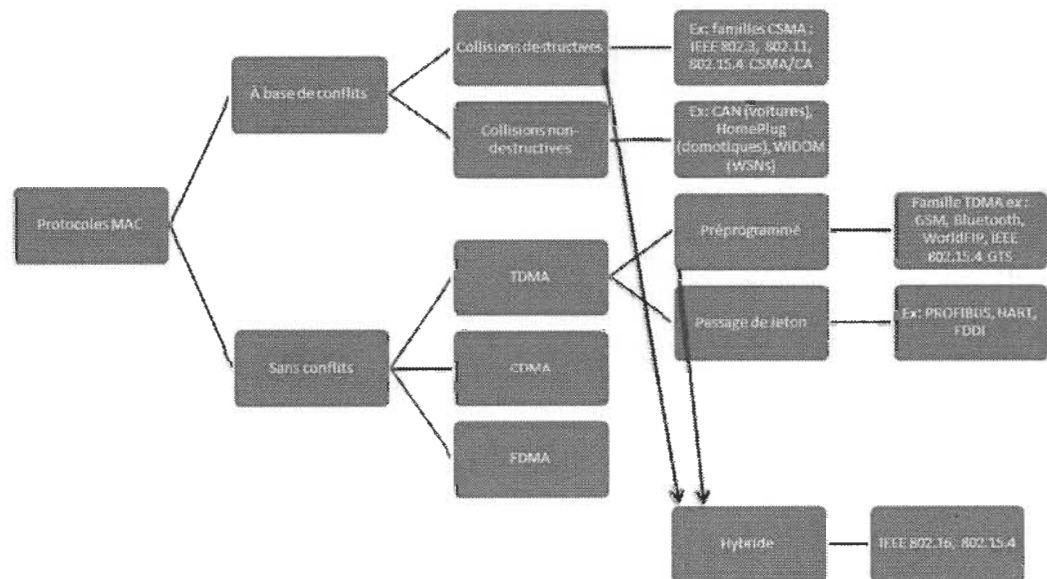 Protocoles MAC
À base de conflits
Sans conflits
Collisions destructives
Collisions non-
destructives
TDMA
CDMA
FDMA
Ex: familles CSMA :
IEEE 802.3, 802.11,
802.15.4 CSMA/CA
Ex: CAN (voitures),
HomePlug
(domotiques), WIDOM
(WSNs)
Préprogrammé
Passage de Jeton
Famille TDMA ex :
GSM, Bluetooth,
WorldFIP, IEEE
802.15.4 GTS
Ex: PROFIBUS, HART,
FDDI
Hybride
IEEE 802.16, 802.15.4